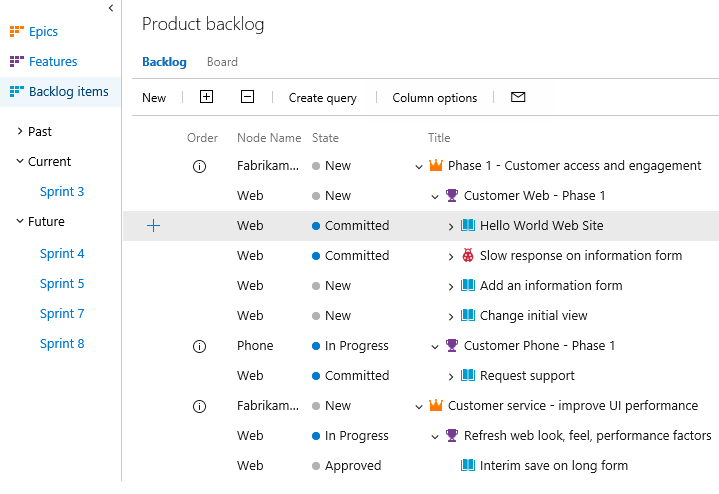 Epics
Features
Backlog items
Past
Current
Sprint 3
Future
Sprint 4
Sprint 5
Sprint 7
Sprint 8
Product backlog
Backlog Board
New Create query Column options
Order Node Name State Title
Fabrikam... New Phase 1 - Customer access and engagement
Web New Customer Web - Phase 1
Web Committed Hello World Web Site
Web Committed Slow response on information form
Web New Add an information form
Web New Change initial view
Phone In Progress Customer Phone - Phase 1
Web Committed Request support
Fabrikam... New Customer service - improve UI performance
Web In Progress Refresh web look, feel, performance factors
Web Approved Interim save on long form